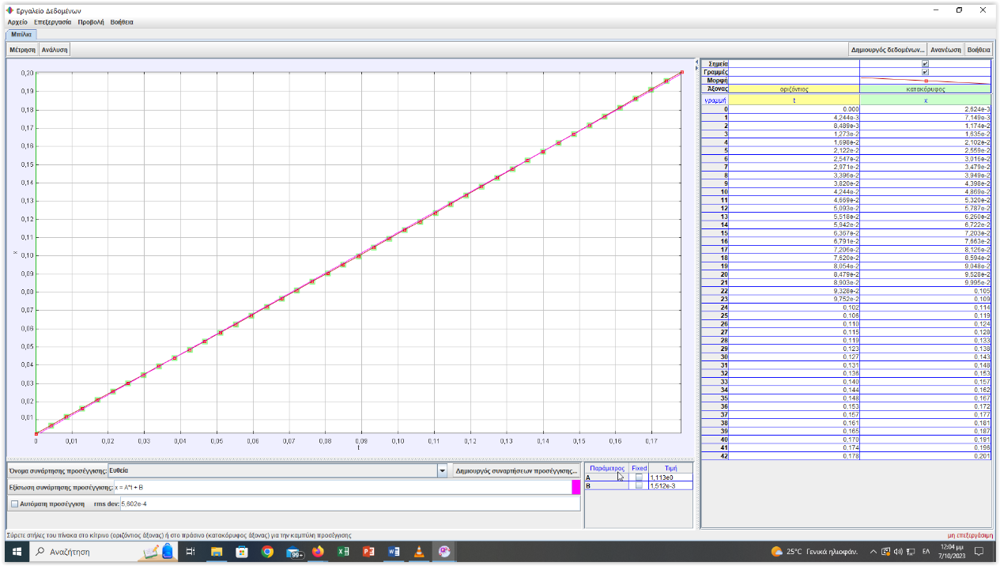 Εργαλείο Δεδομένων
Αρχείο Επεξεργασία Προβολή Βοήθεια
Μπίλια
Μέτρηση Ανάλυση Δημιουργός δεδομένων... Ανανέωση Βοήθεια
Σημεία
Γραμμές
Μορφή
Άξονας οριζόντιος κατακόρυφος
γραμμή t x
0 0.000 2,624e-3
1 4,244e-3 7,149e-3
2 8,489e-3 1,174e-2
3 1,273e-2 1,635e-2
4 1,698e-2 2,102e-2
5 2,122e-2 2,559e-2
6 2,547e-2 3,016e-2
7 2,971e-2 3,479e-2
8 3,396e-2 3,949e-2
9 3,820e-2 4,398e-2
10 4,244e-2 4,869e-2
11 4,669e-2 5,320e-2
12 5,093e-2 5,787e-2
13 5,518e-2 6,260e-2
14 5,942e-2 6,722e-2
15 6,367e-2 7,203e-2
16 6,791e-2 7,663e-2
17 7,206e-2 8,126e-2
18 7,620e-2 8,594e-2
19 8,054e-2 9,048e-2
20 8,479e-2 9,528e-2
21 8,903e-2 9,995e-2
22 9,328e-2 0,105
23 9,752e-2 0,109
24 0,102 0,114
25 0,106 0,119
26 0,110 0,124
27 0,115 0,128
28 0,119 0,133
29 0,123 0,138
30 0,127 0,143
31 0,131 0,148
32 0,136 0,153
33 0,140 0,157
34 0,144 0,162
35 0,148 0,167
36 0,153 0,172
37 0,157 0,177
38 0,161 0,181
39 0,165 0,187
40 0,170 0,191
41 0,174 0,196
42 0,178 0,201
0,20
0,19
0,18
0,17
0,16
0,15
0,14
0,13
0,12
0,11
x 0,10
0,09
0,08
0,07
0,06
0,05
0,04
0,03
0,02
0,01
0 0,01 0,02 0,03 0,04 0,05 0,06 0,07 0,08 0,09 0,10 0,11 0,12 0,13 0,14 0,15 0,16 0,17
t
Όνομα συνάρτησης προσέγγισης: Ευθεία Δημιουργός συναρτήσεων προσέγγισης...
Εξίσωση συνάρτησης προσέγγισης: x = A*t + B
Αυτόματη προσέγγιση rms dev: 5,602e-4
Παράμετρος Fixed Τιμή
A 1,113e0
B 1,512e-3
Σύρετε στήλες του πίνακα στο κίτρινο (οριζόντιος άξονας) ή στο πράσινο (κατακόρυφος άξονας) για την καμπύλη προσέγγισης μη επεξεργάσιμη
Αναζήτηση 99+ 25°C Γενικά ηλιοφάν. ΕΛ 12:04 μμ
7/10/2023